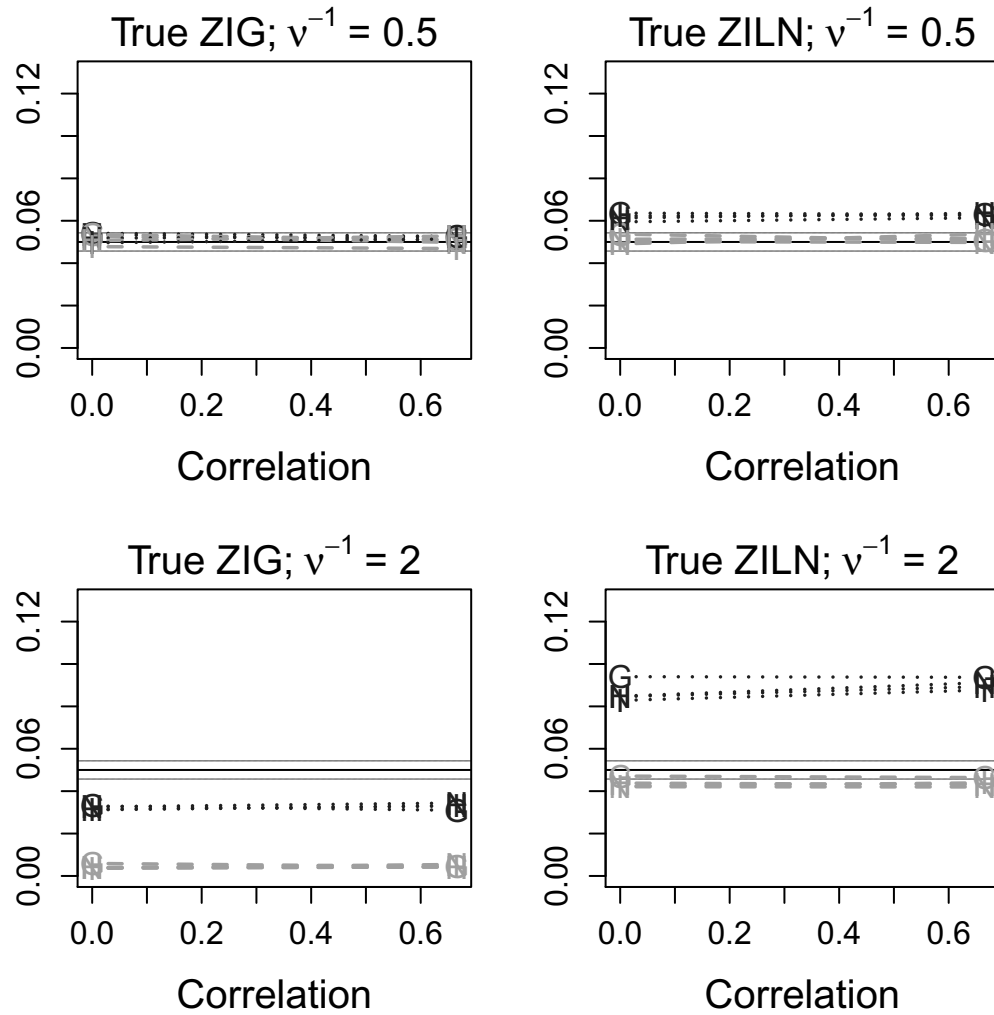 True ZIG; ν⁻¹ = 0.5
True ZILN; ν⁻¹ = 0.5
0.12
0.06
0.00
0.12
0.06
0.00
G
N
G
N
G
N
G
N
0.0 0.2 0.4 0.6
0.0 0.2 0.4 0.6
Correlation
Correlation
True ZIG; ν⁻¹ = 2
True ZILN; ν⁻¹ = 2
0.12
0.06
0.00
0.12
0.06
0.00
G
N
G
N
G
N
G
N
0.0 0.2 0.4 0.6
0.0 0.2 0.4 0.6
Correlation
Correlation